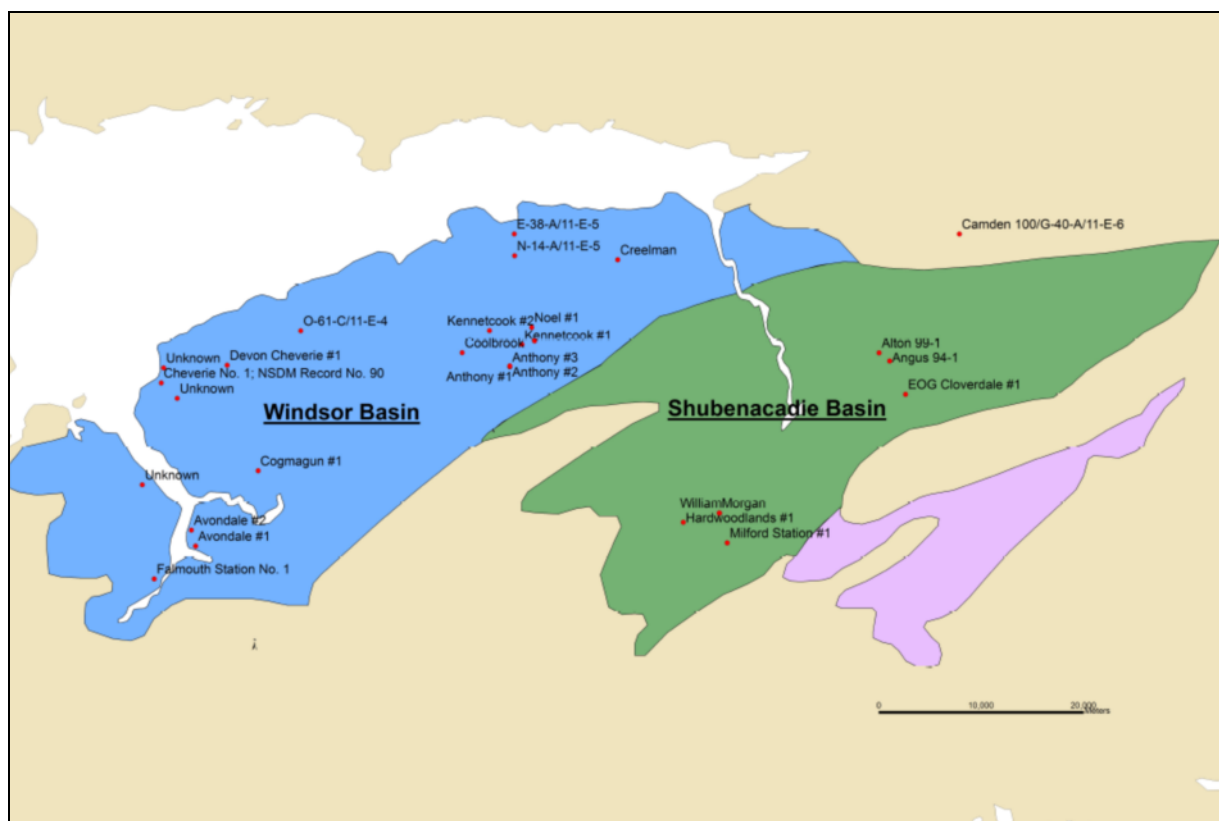 E-38-A/11-E-5
Camden 100/G-40-A/11-E-6
N-14-A/11-E-5
Creelman
O-61-C/11-E-4
Kennetcook #2
Noel #1
Kennetcook #1
Coolbrook
Alton 99-1
Unknown
Devon Cheverie #1
Anthony #3
Angus 94-1
Cheverie No. 1; NSDM Record No. 90
Anthony #1
Anthony #2
Unknown
EOG Cloverdale #1
Windsor Basin
Shubenacadie Basin
Cogmagun #1
Unknown
WilliamMorgan
Avondale #2
Hardwoodlands #1
Avondale #1
Milford Station #1
Falmouth Station No. 1
0
10,000
20,000
Meters